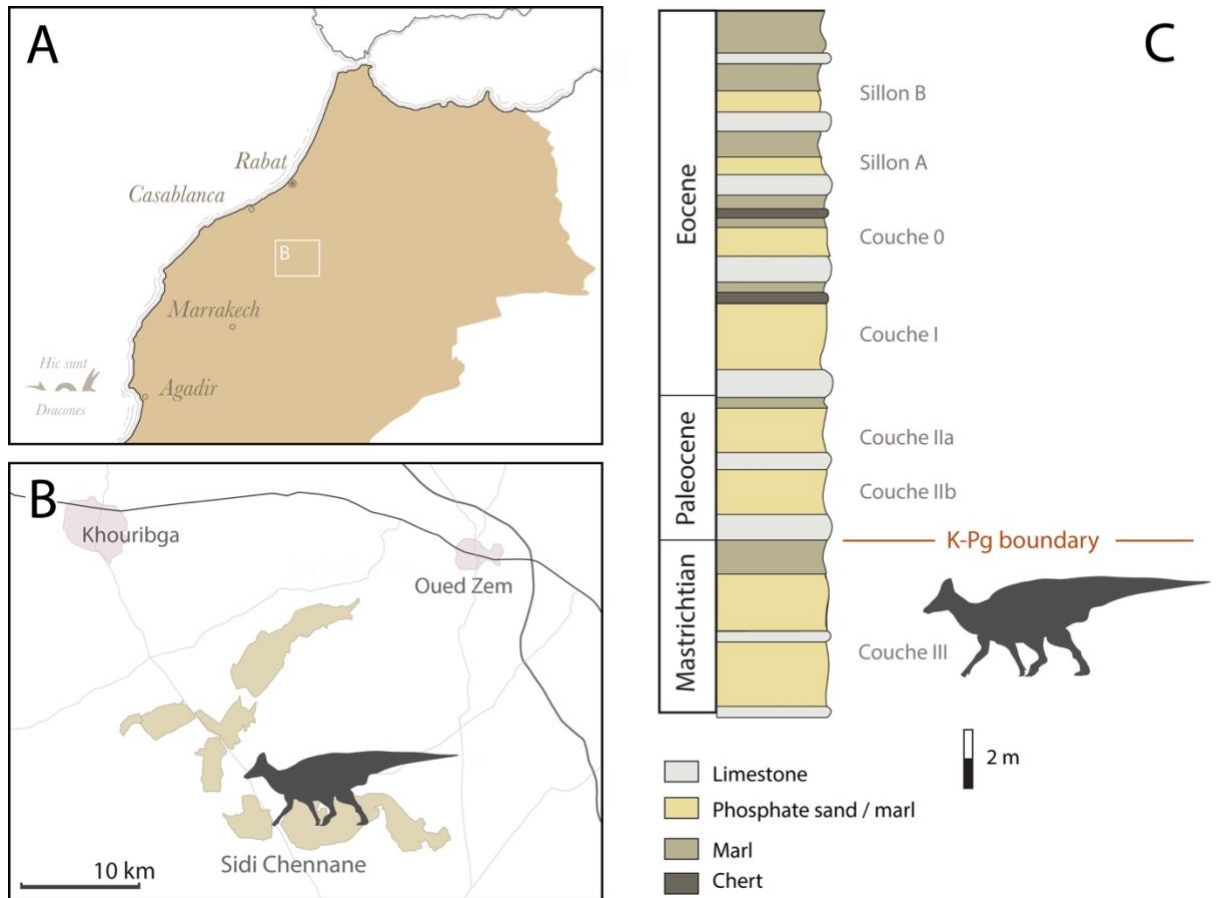 A
Rabat
Casablanca
B
Marrakech
Hic sunt
Dracones
Agadir
B
Khouribga
Oued Zem
Sidi Chennane
10 km
C
Eocene
Paleocene
Mastrichtian
Sillon B
Sillon A
Couche 0
Couche I
Couche IIa
Couche IIb
K-Pg boundary
Couche III
2 m
Limestone
Phosphate sand / marl
Marl
Chert